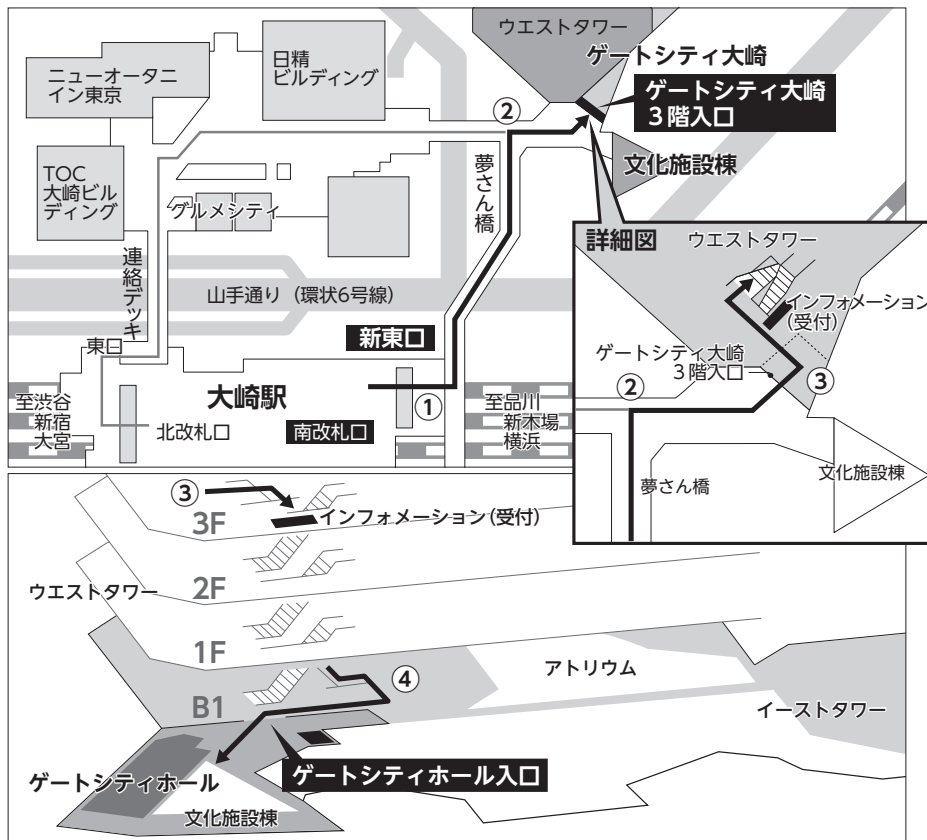 ウエストタワー
ゲートシティ大崎
ゲートシティ大崎
3階入口
ニューオータニ
イン東京
日精
ビルディング
②
TOC
大崎ビル
ディング
グルメシティ
夢さん橋
文化施設棟
連絡デッキ
山手通り（環状6号線）
東口
新東口
大崎駅
①
至渋谷
新宿
大宮
北改札口
南改札口
至品川
新木場
横浜
詳細図
ウエストタワー
インフォメーション
(受付)
ゲートシティ大崎
3階入口
③
②
夢さん橋
文化施設棟
③
3F
インフォメーション(受付)
2F
ウエストタワー
1F
アトリウム
④
B1
イーストタワー
ゲートシティホール
ゲートシティホール入口
文化施設棟